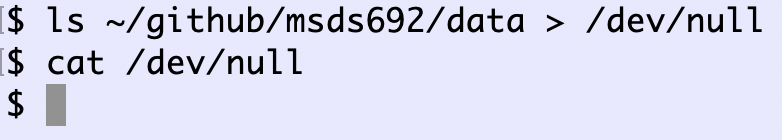 $ ls ~/github/msds692/data > /dev/null
$ cat /dev/null
$